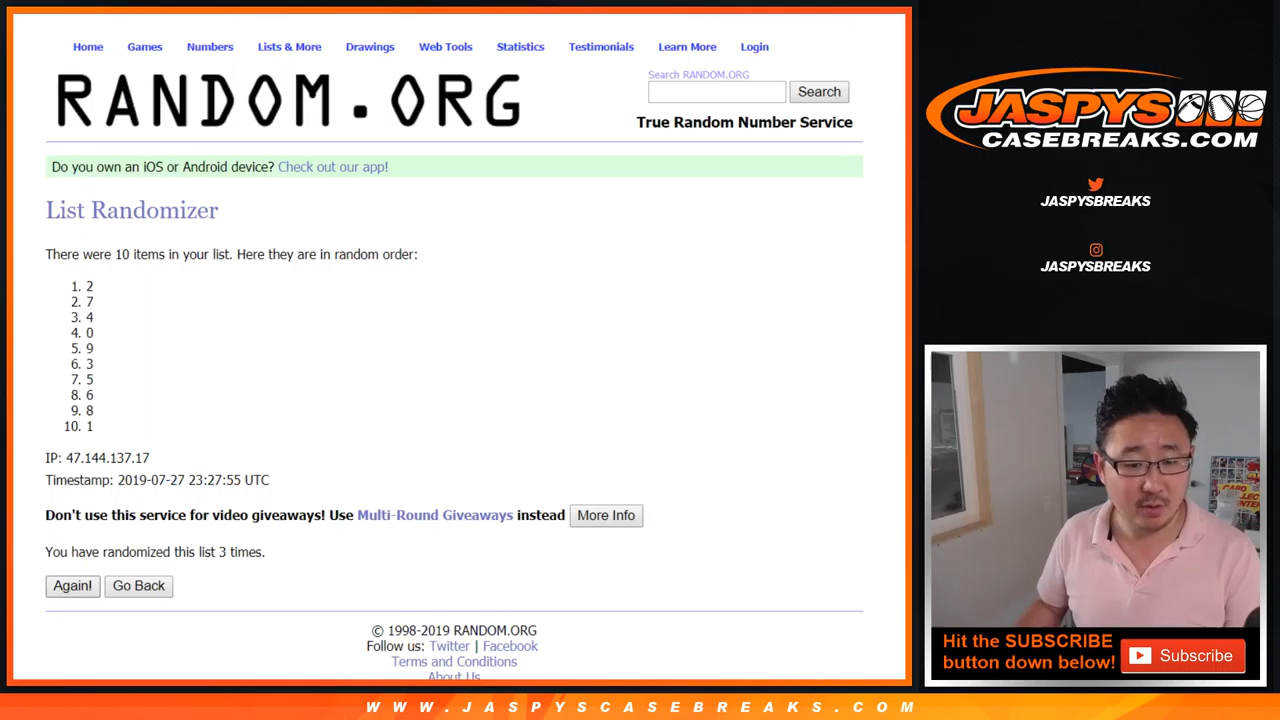 Home Games Numbers Lists & More Drawings Web Tools Statistics Testimonials Learn More Login
RANDOM.ORG
Search RANDOM.ORG
Search
True Random Number Service
Do you own an iOS or Android device? Check out our app!
List Randomizer
There were 10 items in your list. Here they are in random order:
1. 2
2. 7
3. 4
4. 0
5. 9
6. 3
7. 5
8. 6
9. 8
10. 1
IP: 47.144.137.17
Timestamp: 2019-07-27 23:27:55 UTC
Don't use this service for video giveaways! Use Multi-Round Giveaways instead More Info
You have randomized this list 3 times.
Again! Go Back
© 1998-2019 RANDOM.ORG
Follow us: Twitter | Facebook
Terms and Conditions
About Us
JASPYS
CASEBREAKS.COM
JASPYSBREAKS
JASPYSBREAKS
Hit the SUBSCRIBE
button down below!
Subscribe
WWW.JASPYSCASEBREAKS.COM